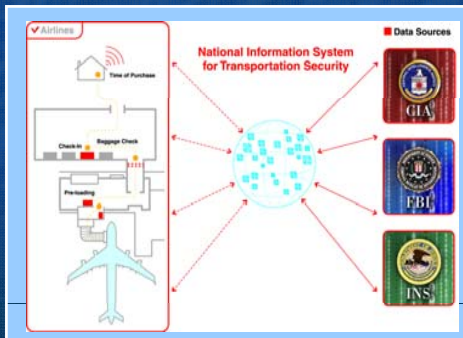 Airlines
Time of Purchase
Check-In
Baggage Check
Pre-loading
National Information System
for Transportation Security
Data Sources
CIA
FBI
INS